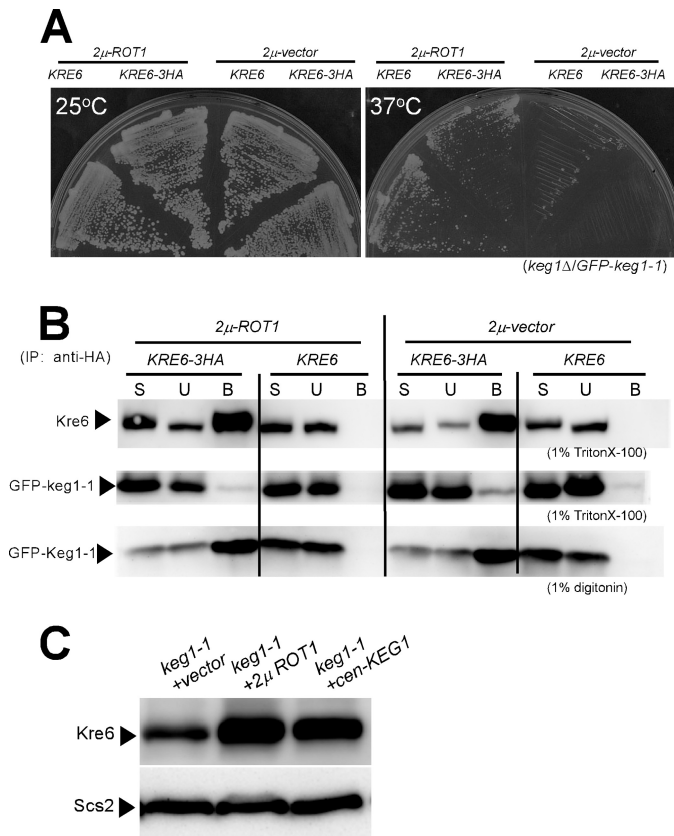 A
2μ-ROT1 2μ-vector 2μ-ROT1 2μ-vector
KRE6 KRE6-3HA KRE6 KRE6-3HA KRE6 KRE6-3HA KRE6 KRE6-3HA
25°C 37°C
(keg1Δ/GFP-keg1-1)
B
2μ-ROT1 2μ-vector
(IP: anti-HA) KRE6-3HA KRE6 KRE6-3HA KRE6
S U B S U B S U B S U B
Kre6
(1% TritonX-100)
GFP-keg1-1
(1% TritonX-100)
GFP-Keg1-1
(1% digitonin)
C
keg1-1 +vector keg1-1 +2μ ROT1 keg1-1 +cen-KEG1
Kre6
Scs2